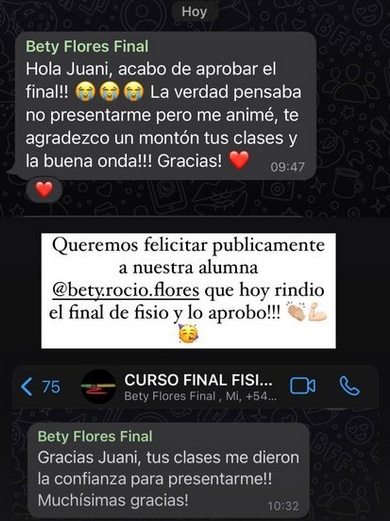 Hoy
Bety Flores Final
Hola Juani, acabo de aprobar el
final!! 😭😭😭 La verdad pensaba
no presentarme pero me animé, te
agradezco un montón tus clases y
la buena onda!!! Gracias! ❤️
09:47
❤️
Queremos felicitar publicamente
a nuestra alumna
@bety.rocio.flores que hoy rindio
el final de fisio y lo aprobo!!! 👏🏼💪🏼
🥳
75
CURSO FINAL FISI...
Bety Flores Final , Mi, +54...
Bety Flores Final
Gracias Juani, tus clases me dieron
la confianza para presentarme!!
Muchísimas gracias!
10:32